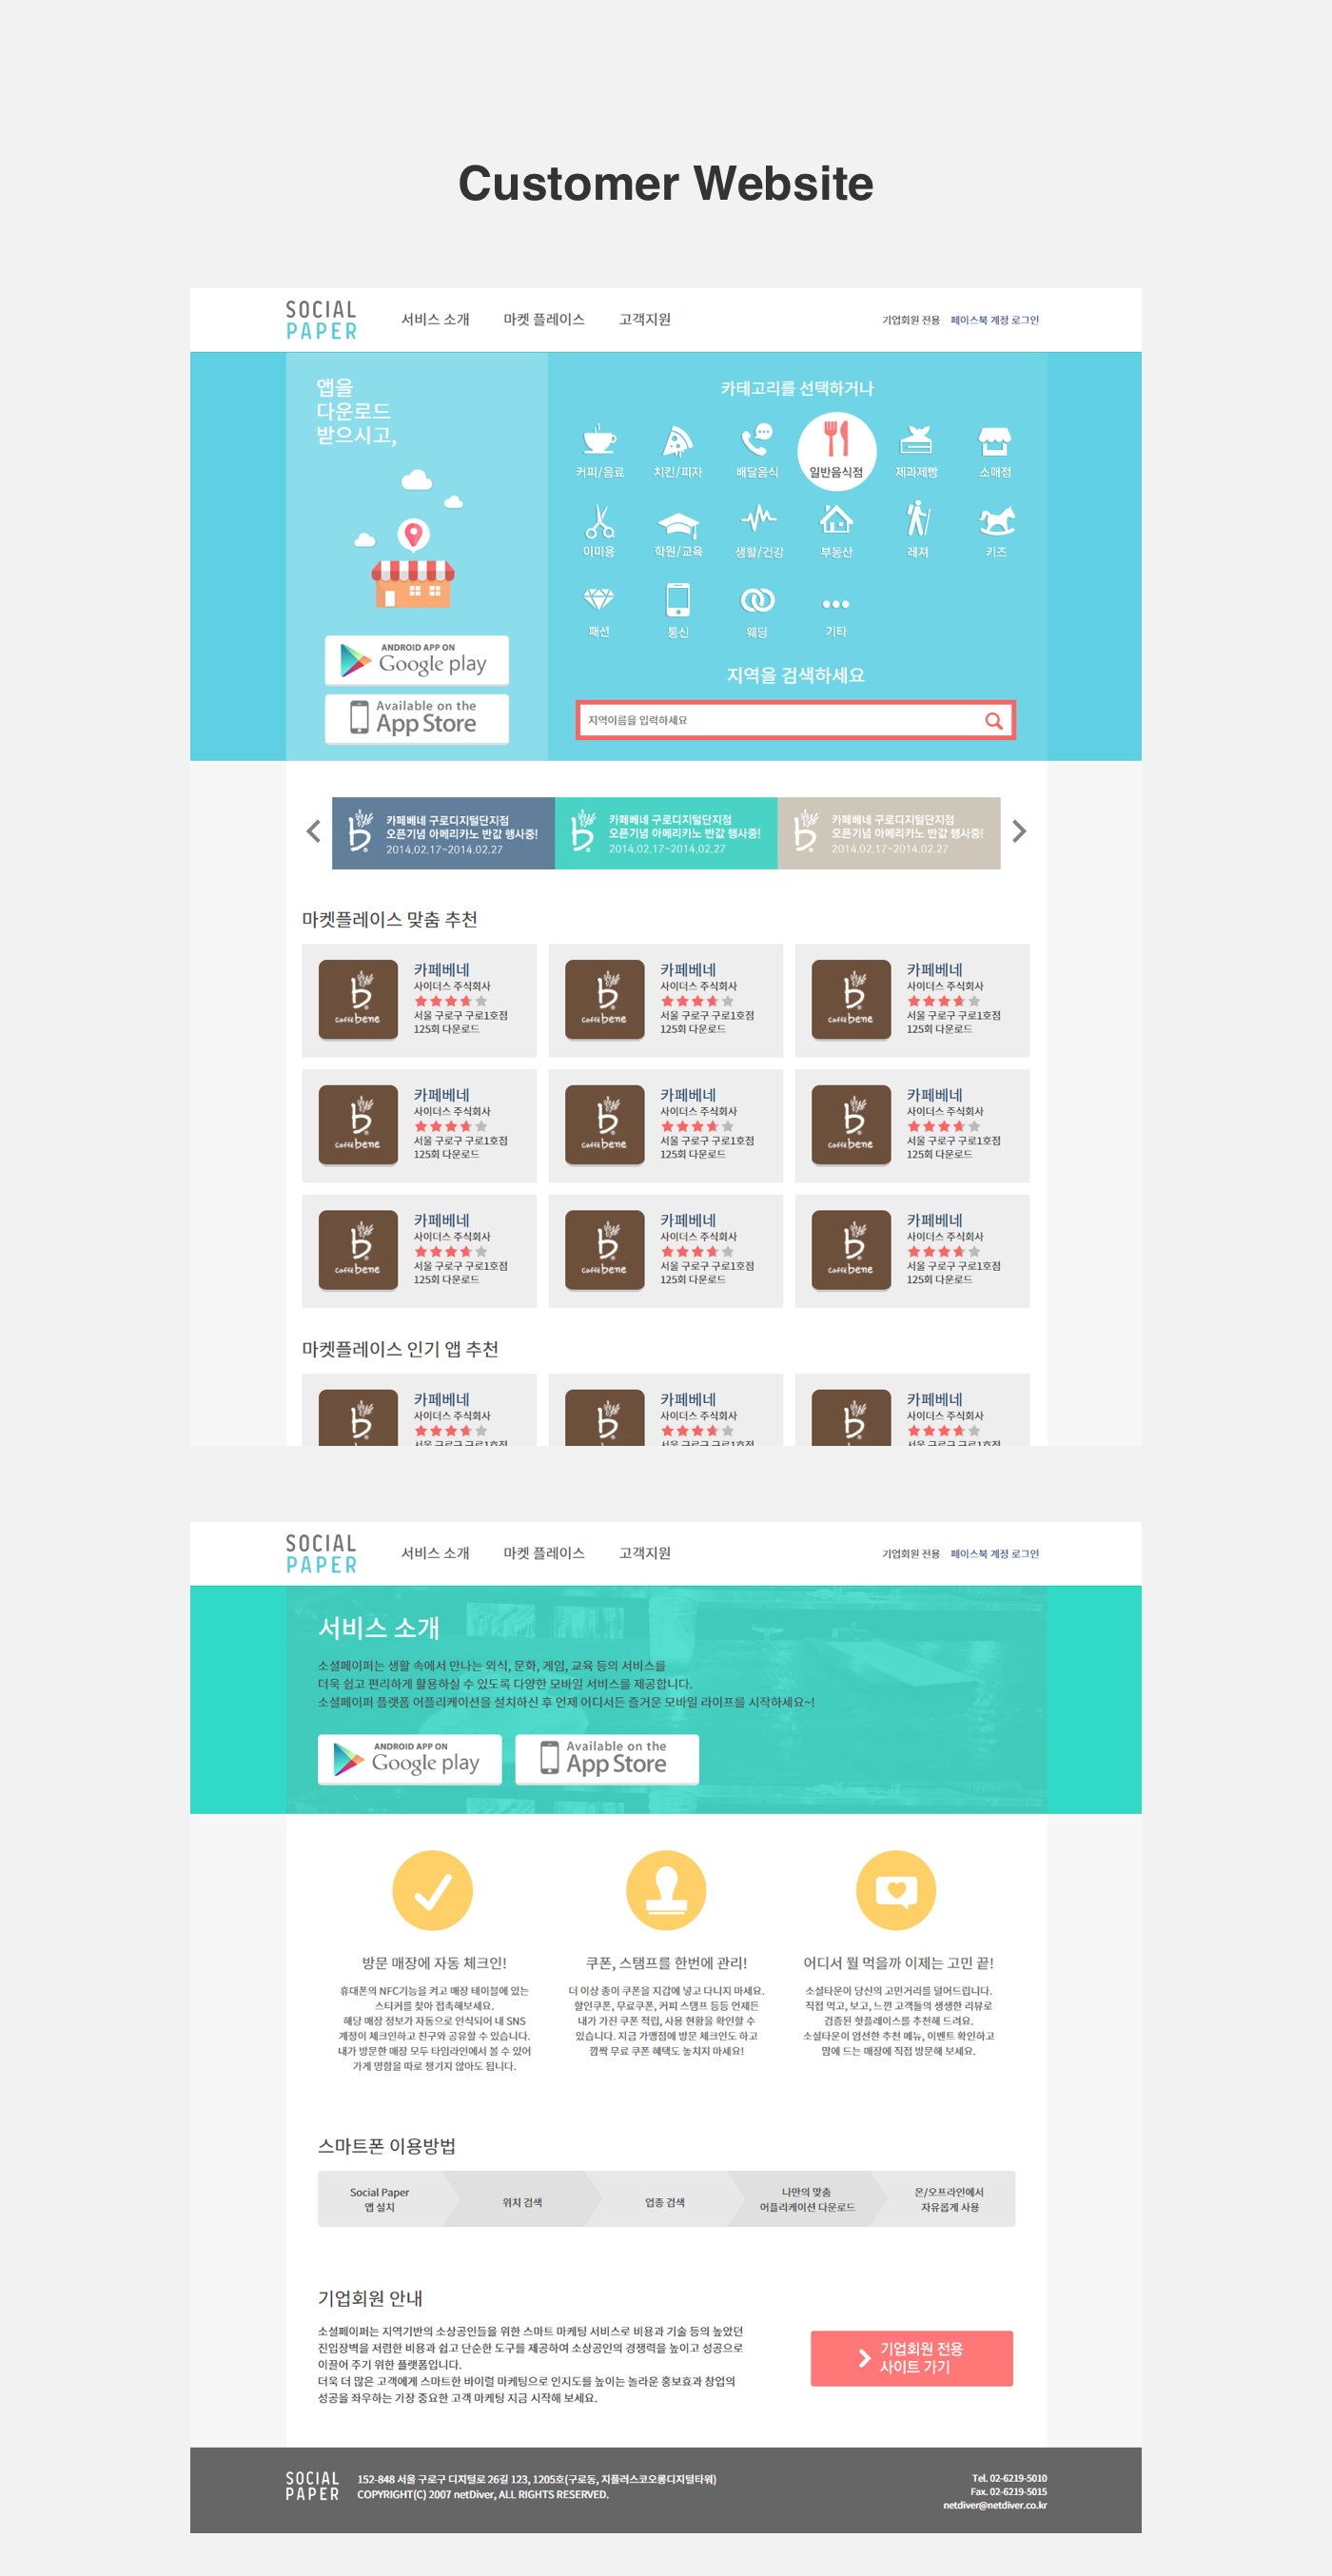 Customer Website
SOCIAL
PAPER
서비스 소개
마켓 플레이스
고객지원
기업회원 전용
페이스북 계정 로그인
앱을
다운로드
받으시고,
ANDROID APP ON
Google play
Available on the
App Store
카테고리를 선택하거나
커피/음료
치킨/피자
배달음식
일반음식점
제과제빵
소매점
이미용
학원/교육
생활/건강
부동산
레져
키즈
패션
통신
웨딩
기타
지역을 검색하세요
지역이름을 입력하세요
카페베네 구로디지털단지점
오픈기념 아메리카노 반값 행사중!
2014.02.17~2014.02.27
카페베네 구로디지털단지점
오픈기념 아메리카노 반값 행사중!
2014.02.17~2014.02.27
카페베네 구로디지털단지점
오픈기념 아메리카노 반값 행사중!
2014.02.17~2014.02.27
마켓플레이스 맞춤 추천
caffé bene
카페베네
사이더스 주식회사
서울 구로구 구로1호점
125회 다운로드
caffé bene
카페베네
사이더스 주식회사
서울 구로구 구로1호점
125회 다운로드
caffé bene
카페베네
사이더스 주식회사
서울 구로구 구로1호점
125회 다운로드
caffé bene
카페베네
사이더스 주식회사
서울 구로구 구로1호점
125회 다운로드
caffé bene
카페베네
사이더스 주식회사
서울 구로구 구로1호점
125회 다운로드
caffé bene
카페베네
사이더스 주식회사
서울 구로구 구로1호점
125회 다운로드
caffé bene
카페베네
사이더스 주식회사
서울 구로구 구로1호점
125회 다운로드
caffé bene
카페베네
사이더스 주식회사
서울 구로구 구로1호점
125회 다운로드
caffé bene
카페베네
사이더스 주식회사
서울 구로구 구로1호점
125회 다운로드
마켓플레이스 인기 앱 추천
카페베네
사이더스 주식회사
서울 구로구 구로1호점
카페베네
사이더스 주식회사
서울 구로구 구로1호점
카페베네
사이더스 주식회사
서울 구로구 구로1호점
SOCIAL
PAPER
서비스 소개
마켓 플레이스
고객지원
기업회원 전용
페이스북 계정 로그인
서비스 소개
소셜페이퍼는 생활 속에서 만나는 외식, 문화, 게임, 교육 등의 서비스를
더욱 쉽고 편리하게 활용하실 수 있도록 다양한 모바일 서비스를 제공합니다.
소셜페이퍼 플랫폼 어플리케이션을 설치하신 후 언제 어디서든 즐거운 모바일 라이프를 시작하세요~!
ANDROID APP ON
Google play
Available on the
App Store
방문 매장에 자동 체크인!
휴대폰의 NFC기능을 켜고 매장 테이블에 있는
스티커를 찾아 접촉해보세요.
해당 매장 정보가 자동으로 인식되어 내 SNS
계정이 체크인하고 친구와 공유할 수 있습니다.
내가 방문한 매장 모두 타임라인에서 볼 수 있어
가게 명함을 따로 챙기지 않아도 됩니다.
쿠폰, 스탬프를 한번에 관리!
더 이상 종이 쿠폰을 지갑에 넣고 다니지 마세요.
할인쿠폰, 무료쿠폰, 커피 스탬프 등등 언제든
내가 가진 쿠폰 적립, 사용 현황을 확인할 수
있습니다. 지금 가맹점에 방문 체크인도 하고
깜짝 무료 쿠폰 혜택도 놓치지 마세요!
어디서 뭘 먹을까 이제는 고민 끝!
소셜타운이 당신의 고민거리를 덜어드립니다.
직접 먹고, 보고, 느낀 고객들의 생생한 리뷰로
검증된 핫플레이스를 추천해 드려요.
소셜타운이 엄선한 추천 메뉴, 이벤트 확인하고
맘에 드는 매장에 직접 방문해 보세요.
스마트폰 이용방법
Social Paper
앱 설치
위치 검색
업종 검색
나만의 맞춤
어플리케이션 다운로드
온/오프라인에서
자유롭게 사용
기업회원 안내
소셜페이퍼는 지역기반의 소상공인들을 위한 스마트 마케팅 서비스로 비용과 기술 등의 높았던
진입장벽을 저렴한 비용과 쉽고 단순한 도구를 제공하여 소상공인의 경쟁력을 높이고 성공으로
이끌어 주기 위한 플랫폼입니다.
더욱 더 많은 고객에게 스마트한 바이럴 마케팅으로 인지도를 높이는 놀라운 홍보효과 창업의
성공을 좌우하는 가장 중요한 고객 마케팅 지금 시작해 보세요.
기업회원 전용
사이트 가기
SOCIAL
PAPER
152-848 서울 구로구 디지털로 26길 123, 1205호(구로동, 지플러스코오롱디지털타워)
COPYRIGHT(C) 2007 netDiver, ALL RIGHTS RESERVED.
Tel. 02-6219-5010
Fax. 02-6219-5015
netdiver@netdiver.co.kr